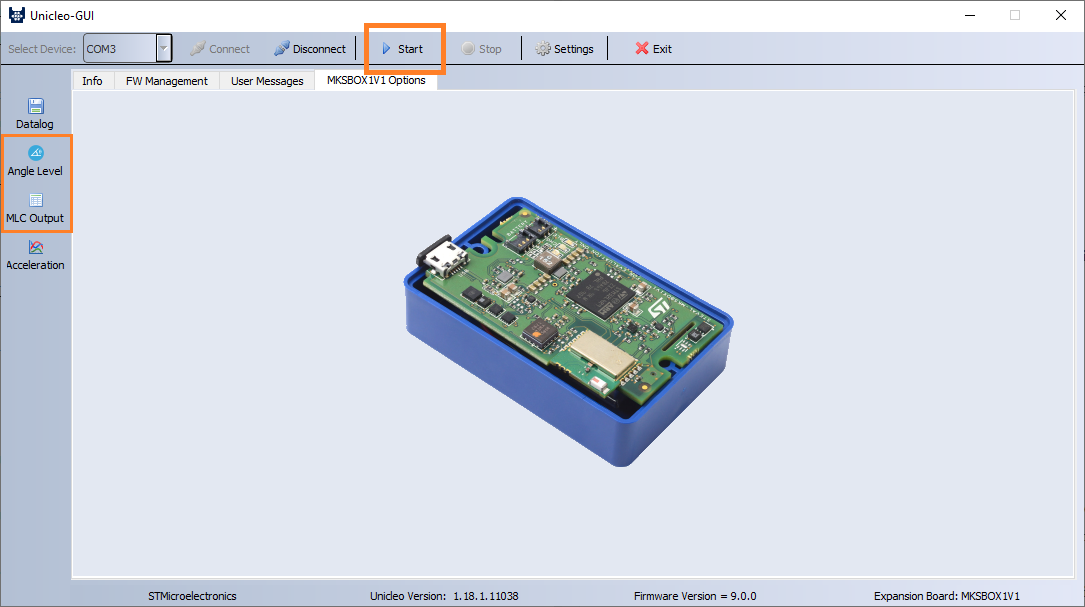 Unicleo-GUI
Select Device: COM3 Connect Disconnect Start Stop Settings Exit
Info FW Management User Messages MKSBOX1V1 Options
Datalog
Angle Level
MLC Output
Acceleration
BATTERY
STMicroelectronics Unicleo Version: 1.18.1.11038 Firmware Version = 9.0.0 Expansion Board: MKSBOX1V1